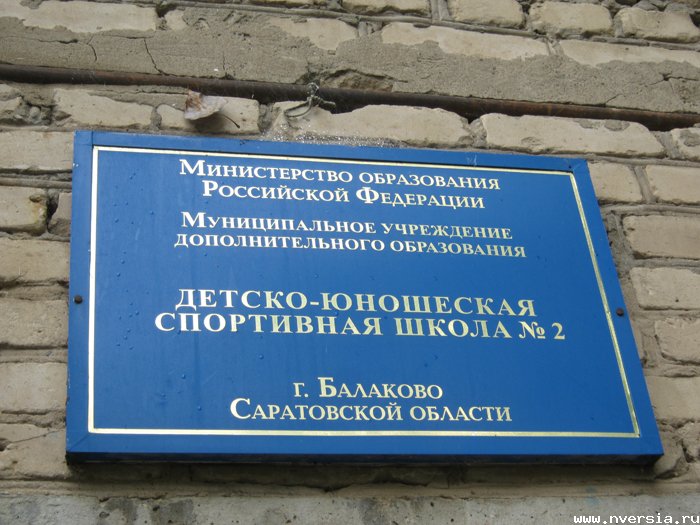 Министерство образования
Российской Федерации
Муниципальное учреждение
дополнительного образования
ДЕТСКО-ЮНОШЕСКАЯ
СПОРТИВНАЯ ШКОЛА № 2
г. Балаково
Саратовской области
www.nversia.ru